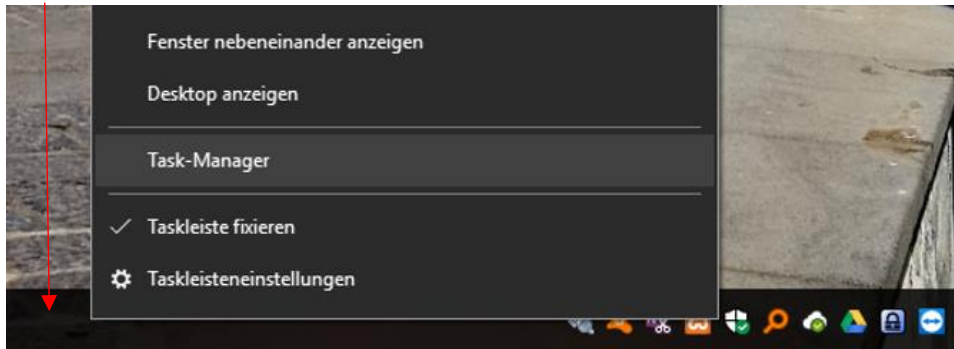 Fenster nebeneinander anzeigen
Desktop anzeigen
Task-Manager
Taskleiste fixieren
Taskleisteneinstellungen